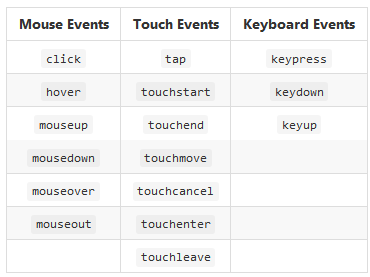 Mouse Events Touch Events Keyboard Events
click tap keypress
hover touchstart keydown
mouseup touchend keyup
mousedown touchmove
mouseover touchcancel
mouseout touchenter
touchleave